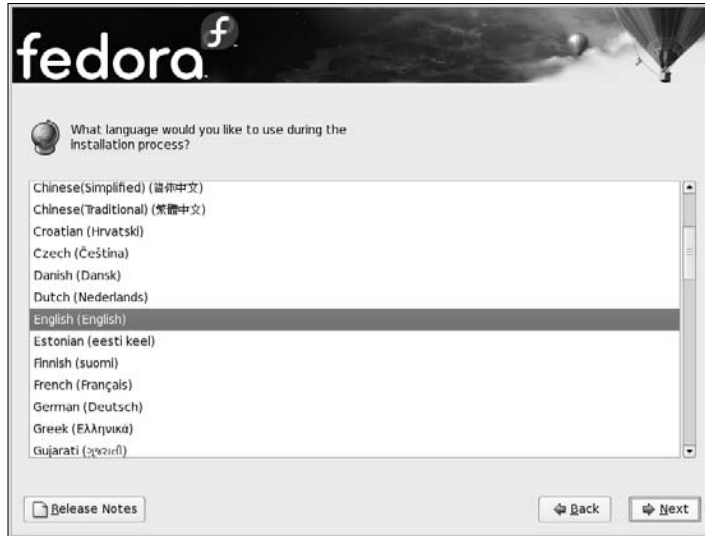 fedora
What language would you like to use during the
installation process?
Chinese(Simplified) (简体中文)
Chinese(Traditional) (繁體中文)
Croatian (Hrvatski)
Czech (Čeština)
Danish (Dansk)
Dutch (Nederlands)
English (English)
Estonian (eesti keel)
Finnish (suomi)
French (Français)
German (Deutsch)
Greek (Ελληνικά)
Gujarati (ગુજરાતી)
Release Notes
Back
Next